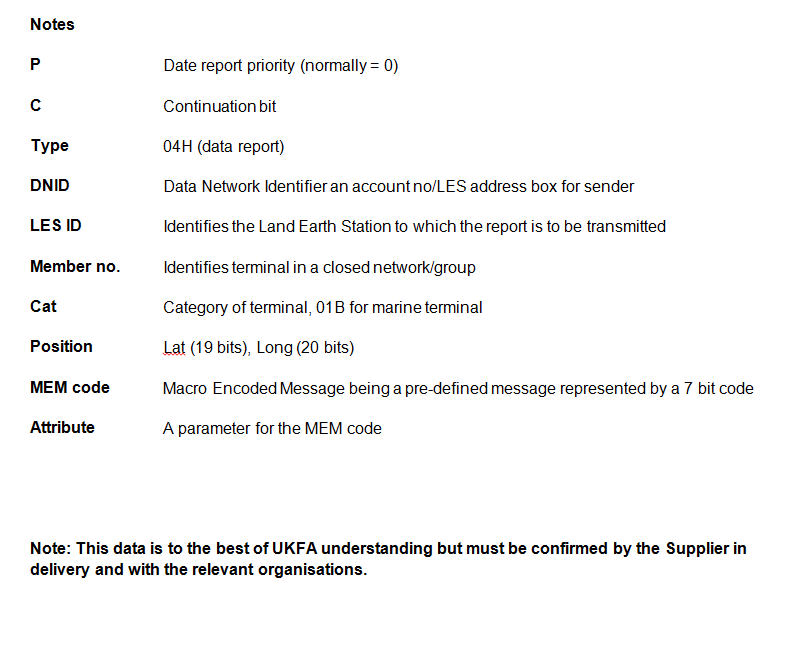 Notes
P Date report priority (normally = 0)
C Continuation bit
Type 04H (data report)
DNID Data Network Identifier an account no/LES address box for sender
LES ID Identifies the Land Earth Station to which the report is to be transmitted
Member no. Identifies terminal in a closed network/group
Cat Category of terminal, 01B for marine terminal
Position Lat (19 bits), Long (20 bits)
MEM code Macro Encoded Message being a pre-defined message represented by a 7 bit code
Attribute A parameter for the MEM code
Note: This data is to the best of UKFA understanding but must be confirmed by the Supplier in
delivery and with the relevant organisations.